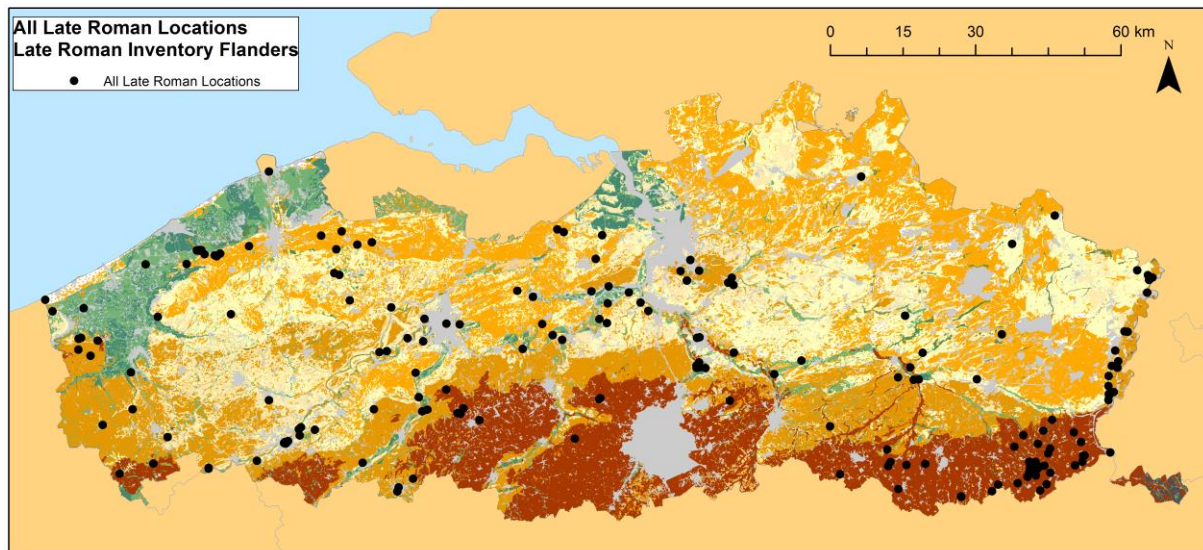 All Late Roman Locations
Late Roman Inventory Flanders
All Late Roman Locations
0 15 30 60 km
N